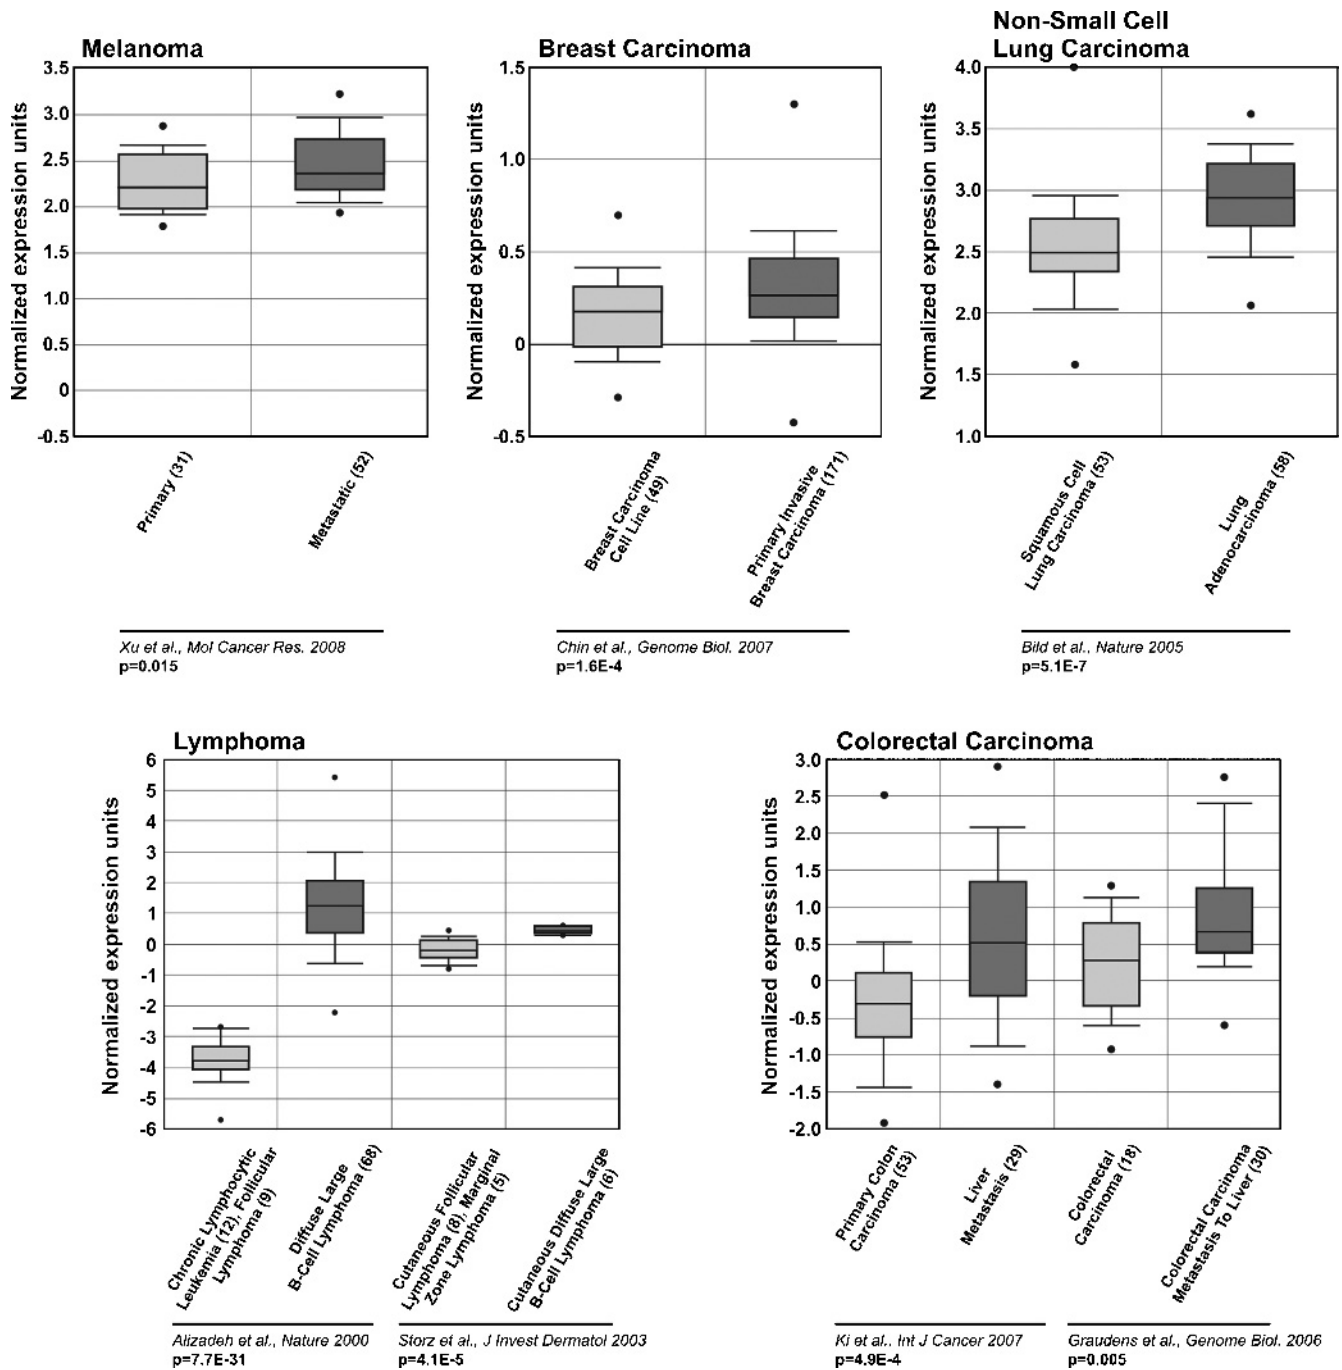 Melanoma
Normalized expression units
3.5
3.0
2.5
2.0
1.5
1.0
0.5
0
-0.5
Primary (31)
Metastatic (52)
Xu et al., Mol Cancer Res. 2008
p=0.015
Breast Carcinoma
Normalized expression units
1.5
1.0
0.5
0
-0.5
Breast Carcinoma
Cell Line (49)
Primary Invasive
Breast Carcinoma (171)
Chin et al., Genome Biol. 2007
p=1.6E-4
Non-Small Cell
Lung Carcinoma
Normalized expression units
4.0
3.5
3.0
2.5
2.0
1.5
1.0
Squamous Cell
Lung Carcinoma (53)
Lung
Adenocarcinoma (58)
Bild et al., Nature 2005
p=5.1E-7
Lymphoma
Normalized expression units
6
5
4
3
2
1
0
-1
-2
-3
-4
-5
-6
Chronic Lymphocytic
Leukemia (12), Follicular
Lymphoma (9)
Diffuse Large
B-Cell Lymphoma (68)
Cutaneous Follicular
Lymphoma (8), Marginal
Zone Lymphoma (5)
Cutaneous Diffuse Large
B-Cell Lymphoma (6)
Alizadeh et al., Nature 2000
p=7.7E-31
Storz et al., J Invest Dermatol 2003
p=4.1E-5
Colorectal Carcinoma
Normalized expression units
3.0
2.5
2.0
1.5
1.0
0.5
0
-0.5
-1.0
-1.5
-2.0
Primary Colon
Carcinoma (53)
Liver
Metastasis (29)
Colorectal
Carcinoma (18)
Colorectal Carcinoma
Metastasis To Liver (30)
Ki et al., Int J Cancer 2007
p=4.9E-4
Graudens et al., Genome Biol. 2006
p=0.005